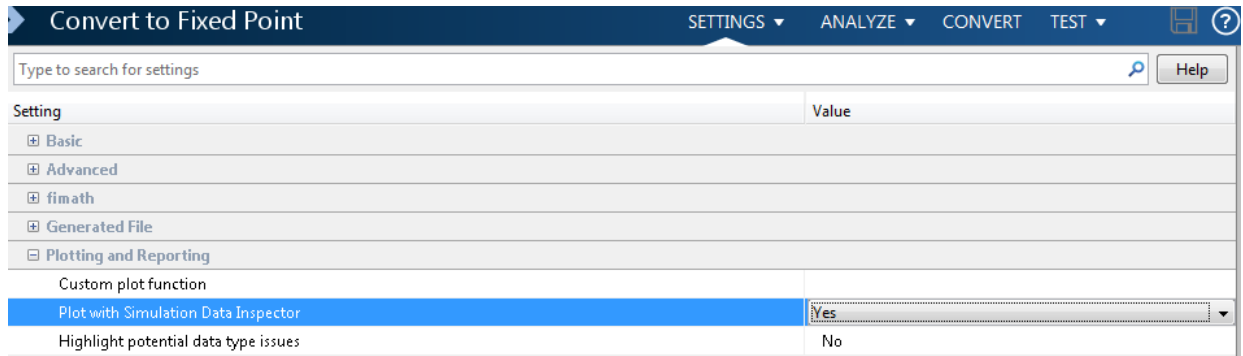 Convert to Fixed Point SETTINGS ▼ ANALYZE ▼ CONVERT TEST ▼ ?
Type to search for settings Help
Setting Value
Basic
Advanced
fimath
Generated File
Plotting and Reporting
Custom plot function
Plot with Simulation Data Inspector Yes
Highlight potential data type issues No